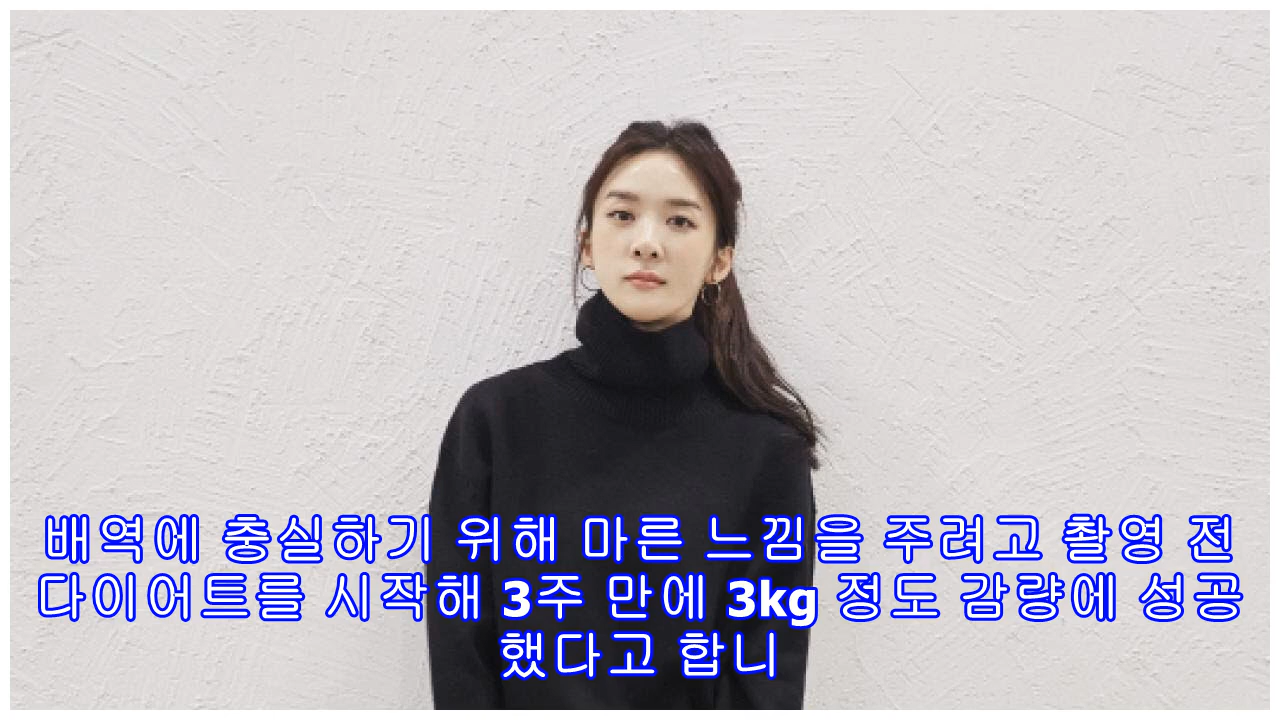 배역에 충실하기 위해 마른 느낌을 주려고 촬영 전
다이어트를 시작해 3주 만에 3kg 정도 감량에 성공
했다고 합니